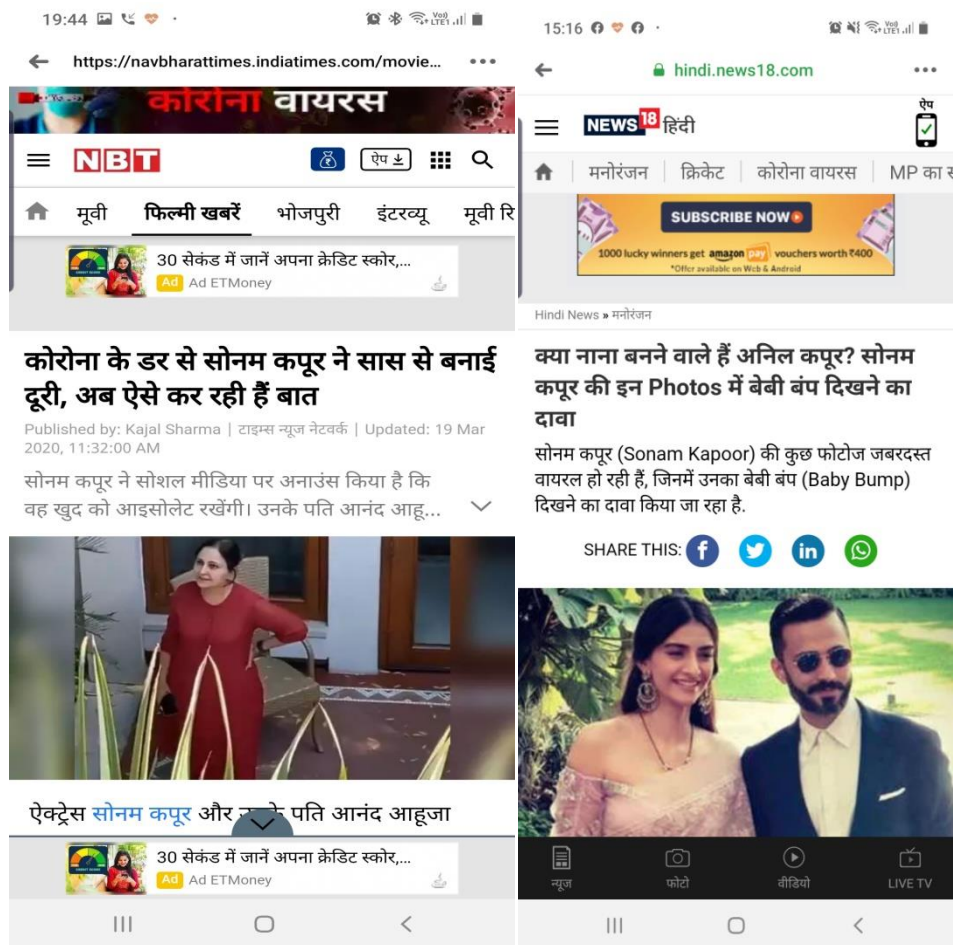 19:44
https://navbharattimes.indiatimes.com/movie...
कोरोना वायरस
NBT
ऐप
मूवी फिल्मी खबरें भोजपुरी इंटरव्यू मूवी रि
30 सेकंड में जानें अपना क्रेडिट स्कोर,...
Ad Ad ETMoney
कोरोना के डर से सोनम कपूर ने सास से बनाई
दूरी, अब ऐसे कर रही हैं बात
Published by: Kajal Sharma | टाइम्स न्यूज नेटवर्क | Updated: 19 Mar
2020, 11:32:00 AM
सोनम कपूर ने सोशल मीडिया पर अनाउंस किया है कि
वह खुद को आइसोलेट रखेंगी। उनके पति आनंद आहू...
ऐक्ट्रेस सोनम कपूर और पति आनंद आहूजा
30 सेकंड में जानें अपना क्रेडिट स्कोर,...
Ad Ad ETMoney
15:16
hindi.news18.com
NEWS18 हिंदी
ऐप
मनोरंजन क्रिकेट कोरोना वायरस MP का
SUBSCRIBE NOW
1000 lucky winners get amazon pay vouchers worth ₹400
*Offer available on Web & Android
Hindi News » मनोरंजन
क्या नाना बनने वाले हैं अनिल कपूर? सोनम
कपूर की इन Photos में बेबी बंप दिखने का
दावा
सोनम कपूर (Sonam Kapoor) की कुछ फोटोज जबरदस्त
वायरल हो रही हैं, जिनमें उनका बेबी बंप (Baby Bump)
दिखने का दावा किया जा रहा है.
SHARE THIS:
न्यूज फोटो वीडियो LIVE TV